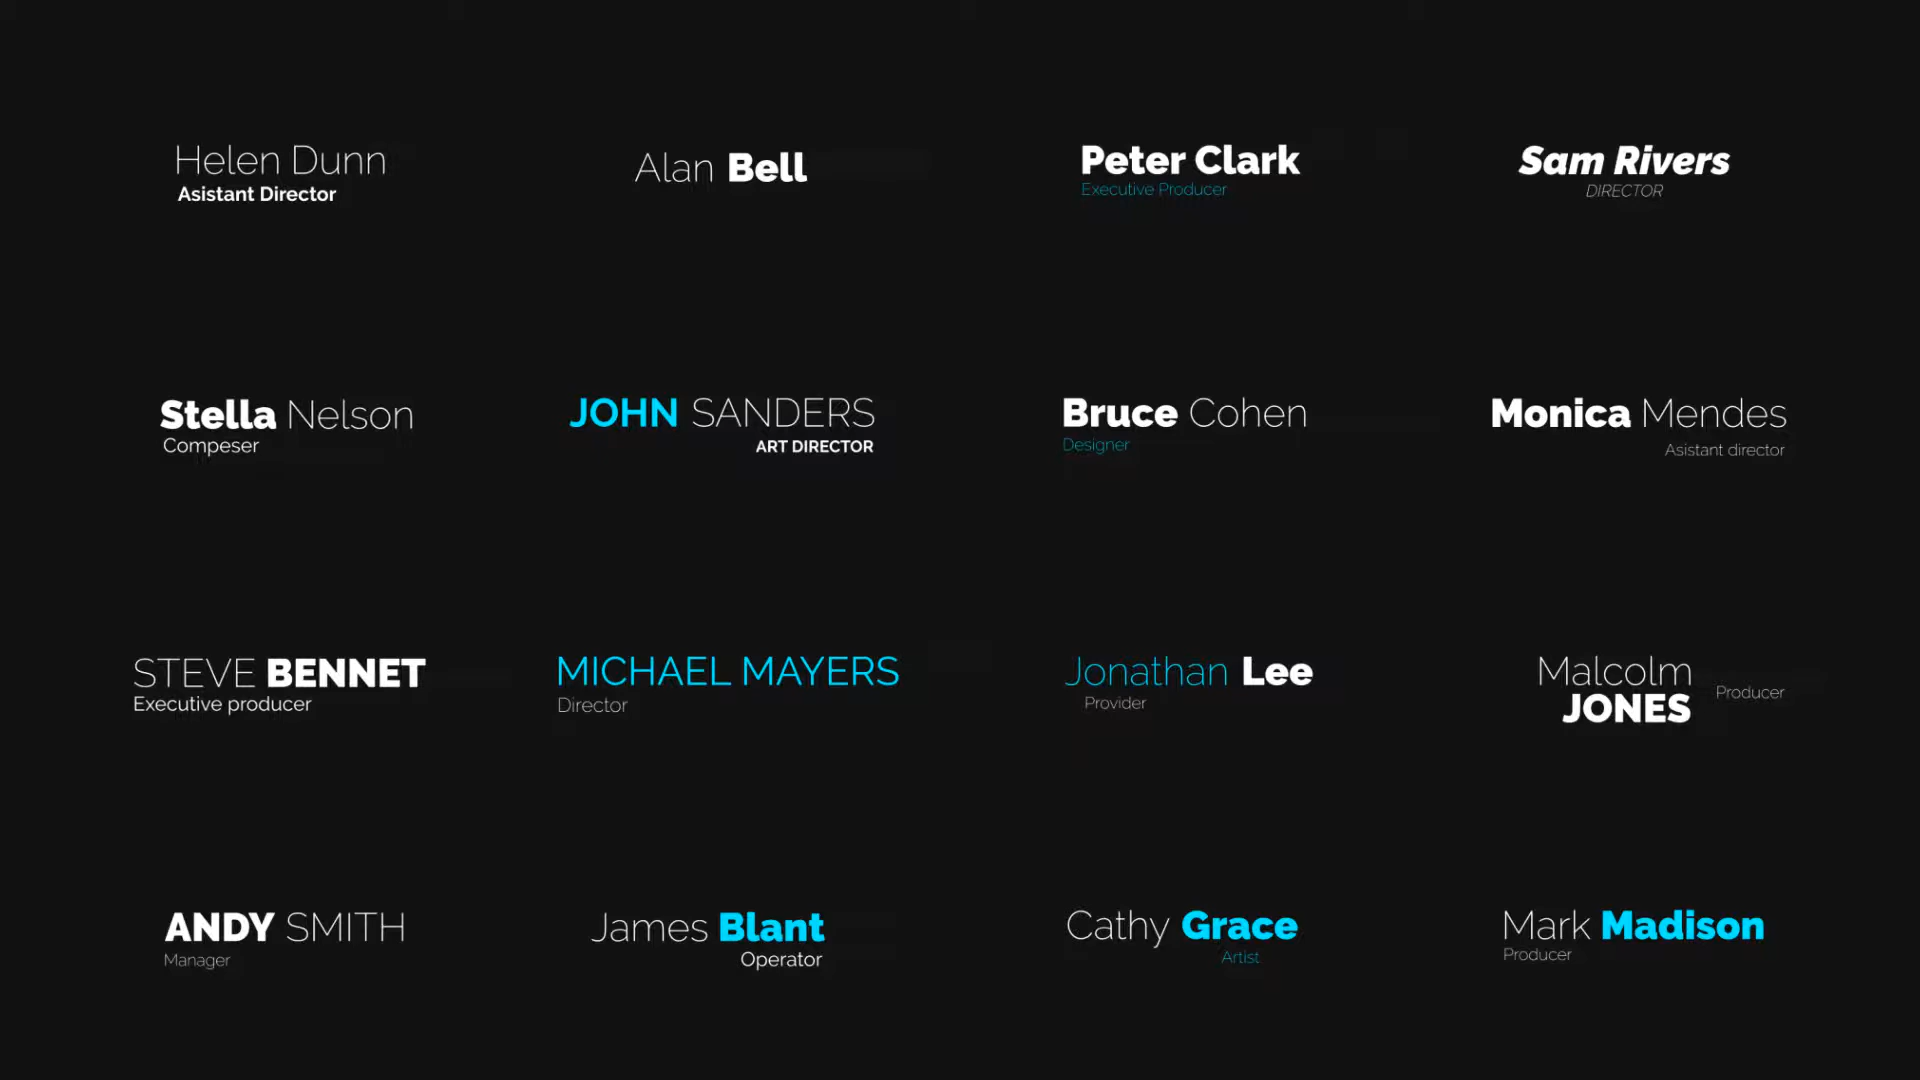 Helen Dunn
Asistant Director
Alan Bell
Peter Clark
Executive Producer
Sam Rivers
DIRECTOR
Stella Nelson
Compeser
JOHN SANDERS
ART DIRECTOR
Bruce Cohen
Designer
Monica Mendes
Asistant director
STEVE BENNET
Executive producer
MICHAEL MAYERS
Director
Jonathan Lee
Provider
Malcolm
JONES
Producer
ANDY SMITH
Manager
James Blant
Operator
Cathy Grace
Artist
Mark Madison
Producer